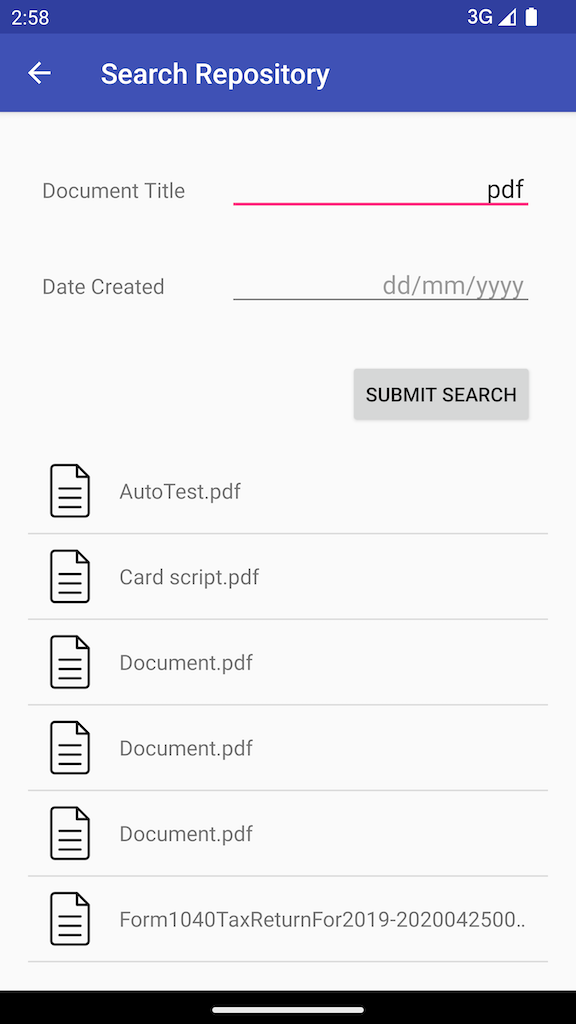 2:58 3G
Search Repository
Document Title pdf
Date Created dd/mm/yyyy
SUBMIT SEARCH
AutoTest.pdf
Card script.pdf
Document.pdf
Document.pdf
Document.pdf
Form1040TaxReturnFor2019-2020042500..